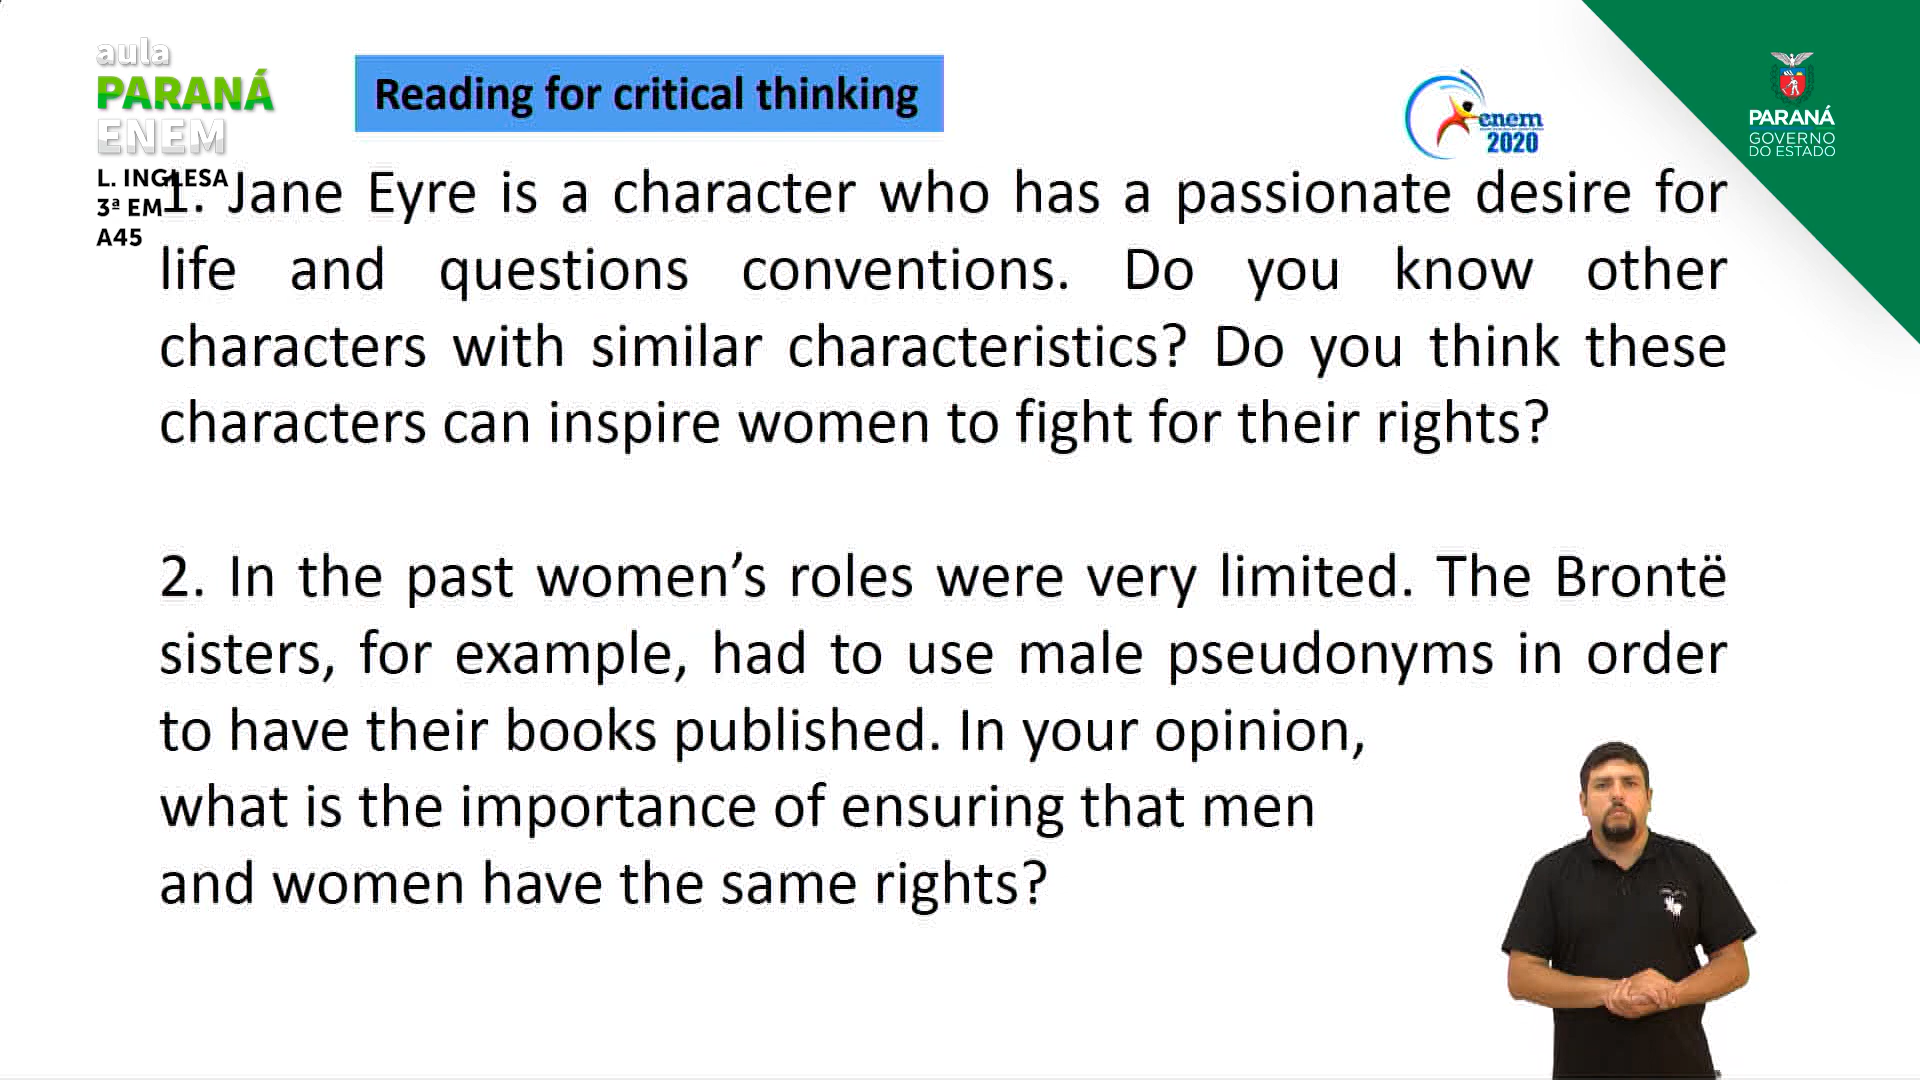 aula
PARANÁ
ENEM
L. INGLESA
3ª EM
A45
Reading for critical thinking
enem
2020
PARANÁ
GOVERNO
DO ESTADO
1. Jane Eyre is a character who has a passionate desire for
life and questions conventions. Do you know other
characters with similar characteristics? Do you think these
characters can inspire women to fight for their rights?
2. In the past women’s roles were very limited. The Brontë
sisters, for example, had to use male pseudonyms in order
to have their books published. In your opinion,
what is the importance of ensuring that men
and women have the same rights?